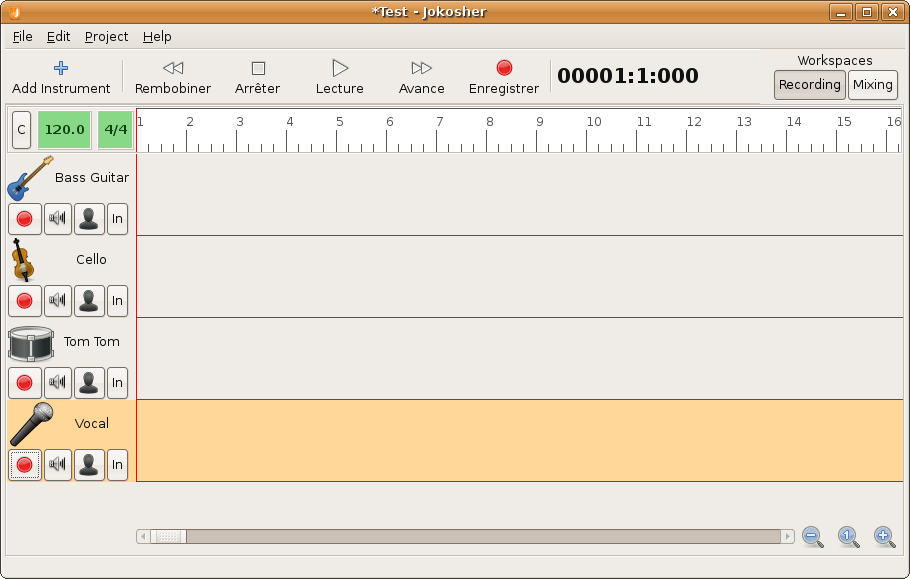 *Test - Jokosher
File Edit Project Help
Add Instrument Rembobiner Arrêter Lecture Avance Enregistrer 00001:1:000
Workspaces
Recording Mixing
C 120.0 4/4 1 2 3 4 5 6 7 8 9 10 11 12 13 14 15 16
Bass Guitar
In
Cello
In
Tom Tom
In
Vocal
In
1